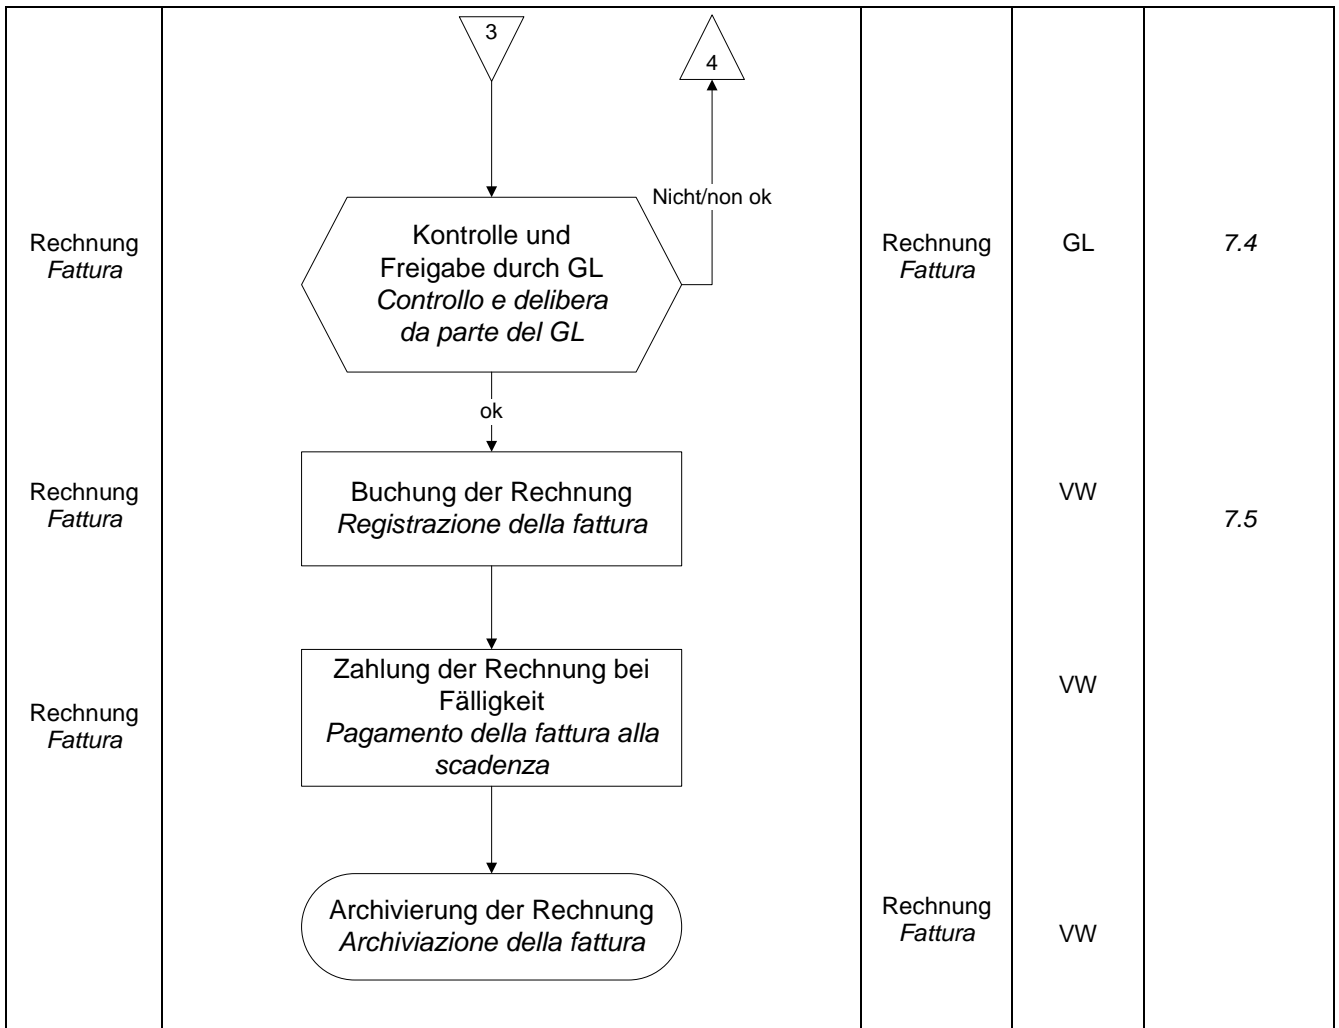 3
4
Nicht/non ok
Rechnung
Fattura
Kontrolle und
Freigabe durch GL
Controllo e delibera
da parte del GL
Rechnung
Fattura
GL
7.4
ok
Rechnung
Fattura
Buchung der Rechnung
Registrazione della fattura
VW
7.5
Rechnung
Fattura
Zahlung der Rechnung bei
Fälligkeit
Pagamento della fattura alla
scadenza
VW
Archivierung der Rechnung
Archiviazione della fattura
Rechnung
Fattura
VW